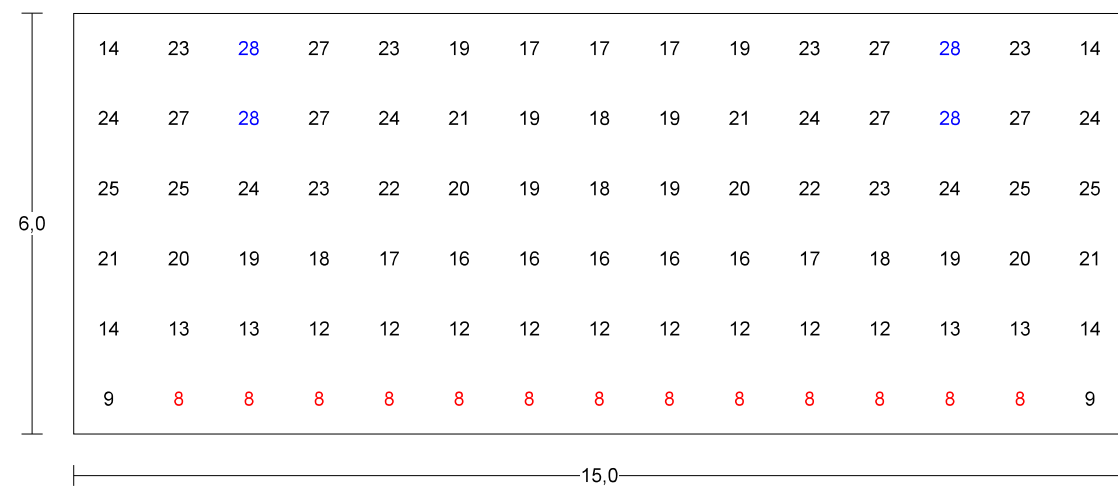 14 23 28 27 23 19 17 17 17 19 23 27 28 23 14
24 27 28 27 24 21 19 18 19 21 24 27 28 27 24
25 25 24 23 22 20 19 18 19 20 22 23 24 25 25
6,0
21 20 19 18 17 16 16 16 16 16 17 18 19 20 21
14 13 13 12 12 12 12 12 12 12 12 12 13 13 14
9 8 8 8 8 8 8 8 8 8 8 8 8 8 9
15,0